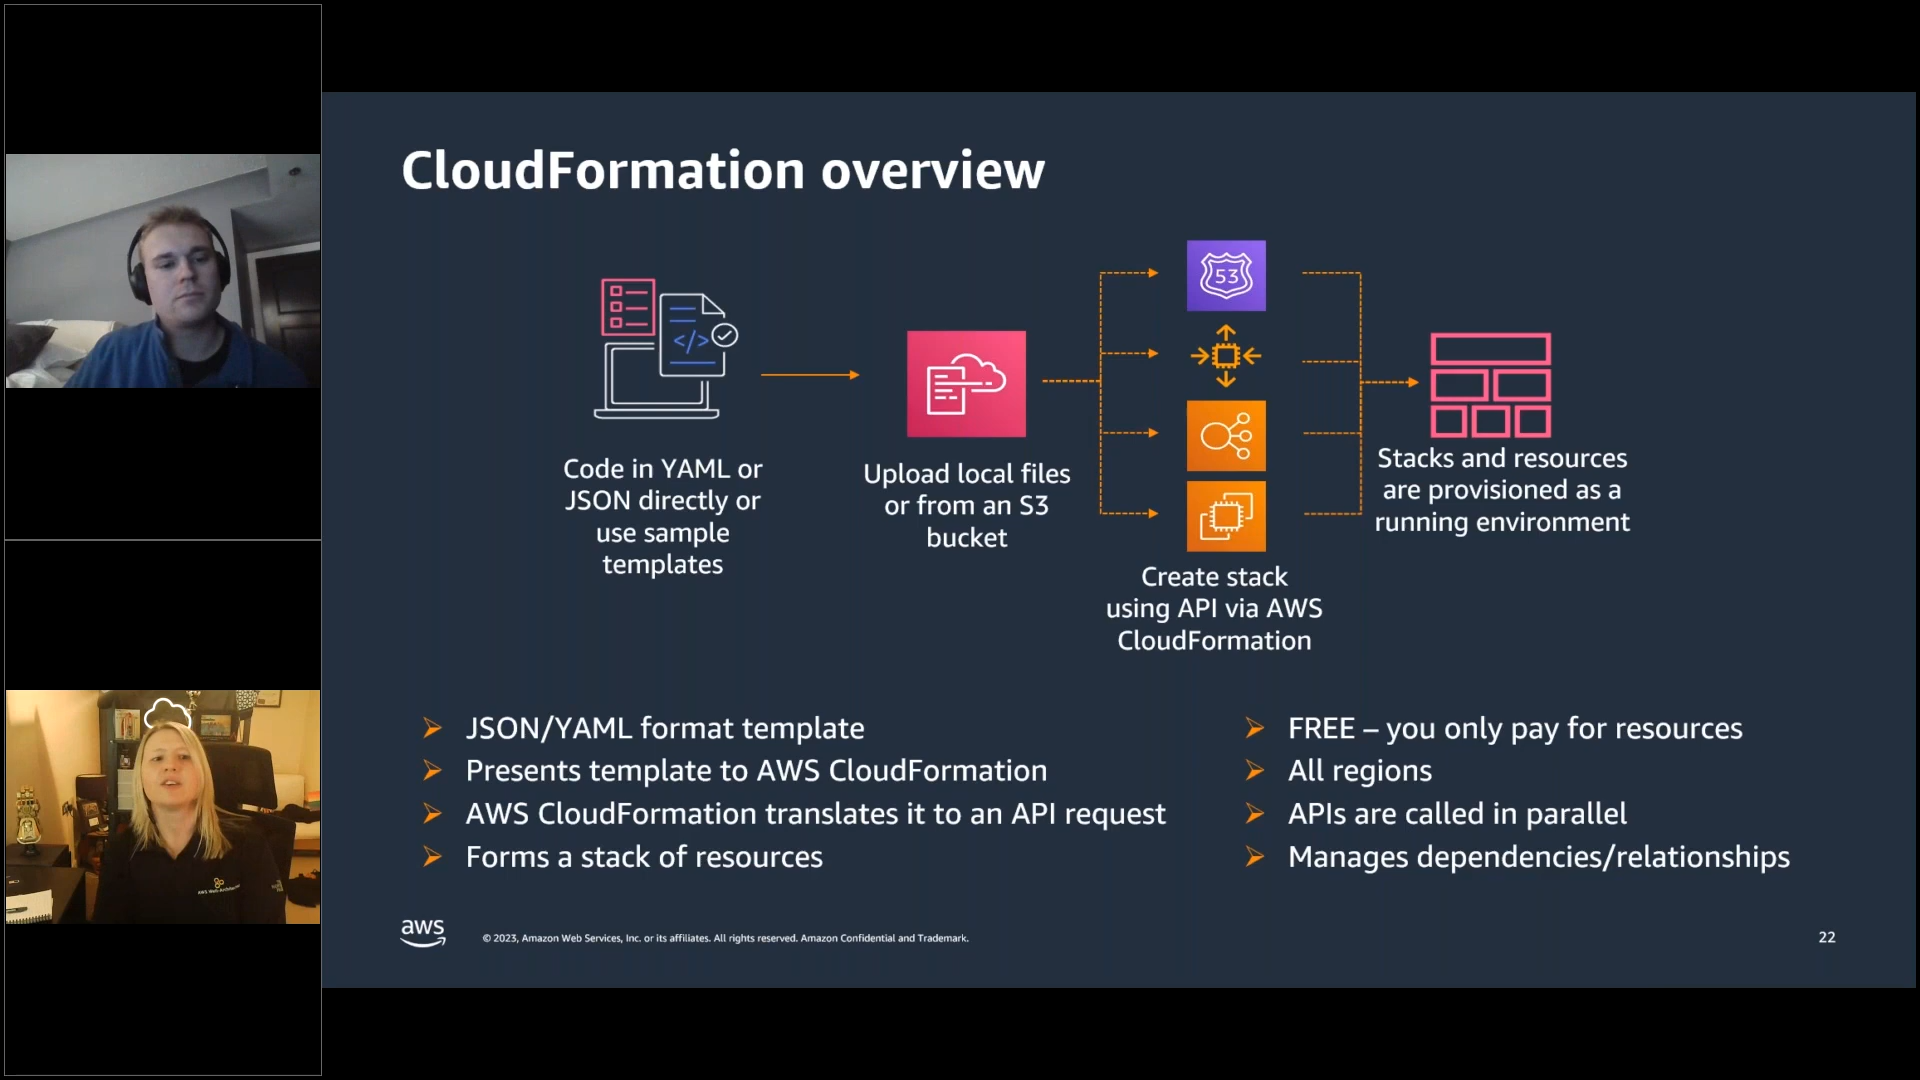 CloudFormation overview
53
</>
Code in YAML or
JSON directly or
use sample
templates
Upload local files
or from an S3
bucket
Create stack
using API via AWS
CloudFormation
Stacks and resources
are provisioned as a
running environment
JSON/YAML format template
Presents template to AWS CloudFormation
AWS CloudFormation translates it to an API request
Forms a stack of resources
FREE – you only pay for resources
All regions
APIs are called in parallel
Manages dependencies/relationships
aws
© 2023, Amazon Web Services, Inc. or its affiliates. All rights reserved. Amazon Confidential and Trademark.
22